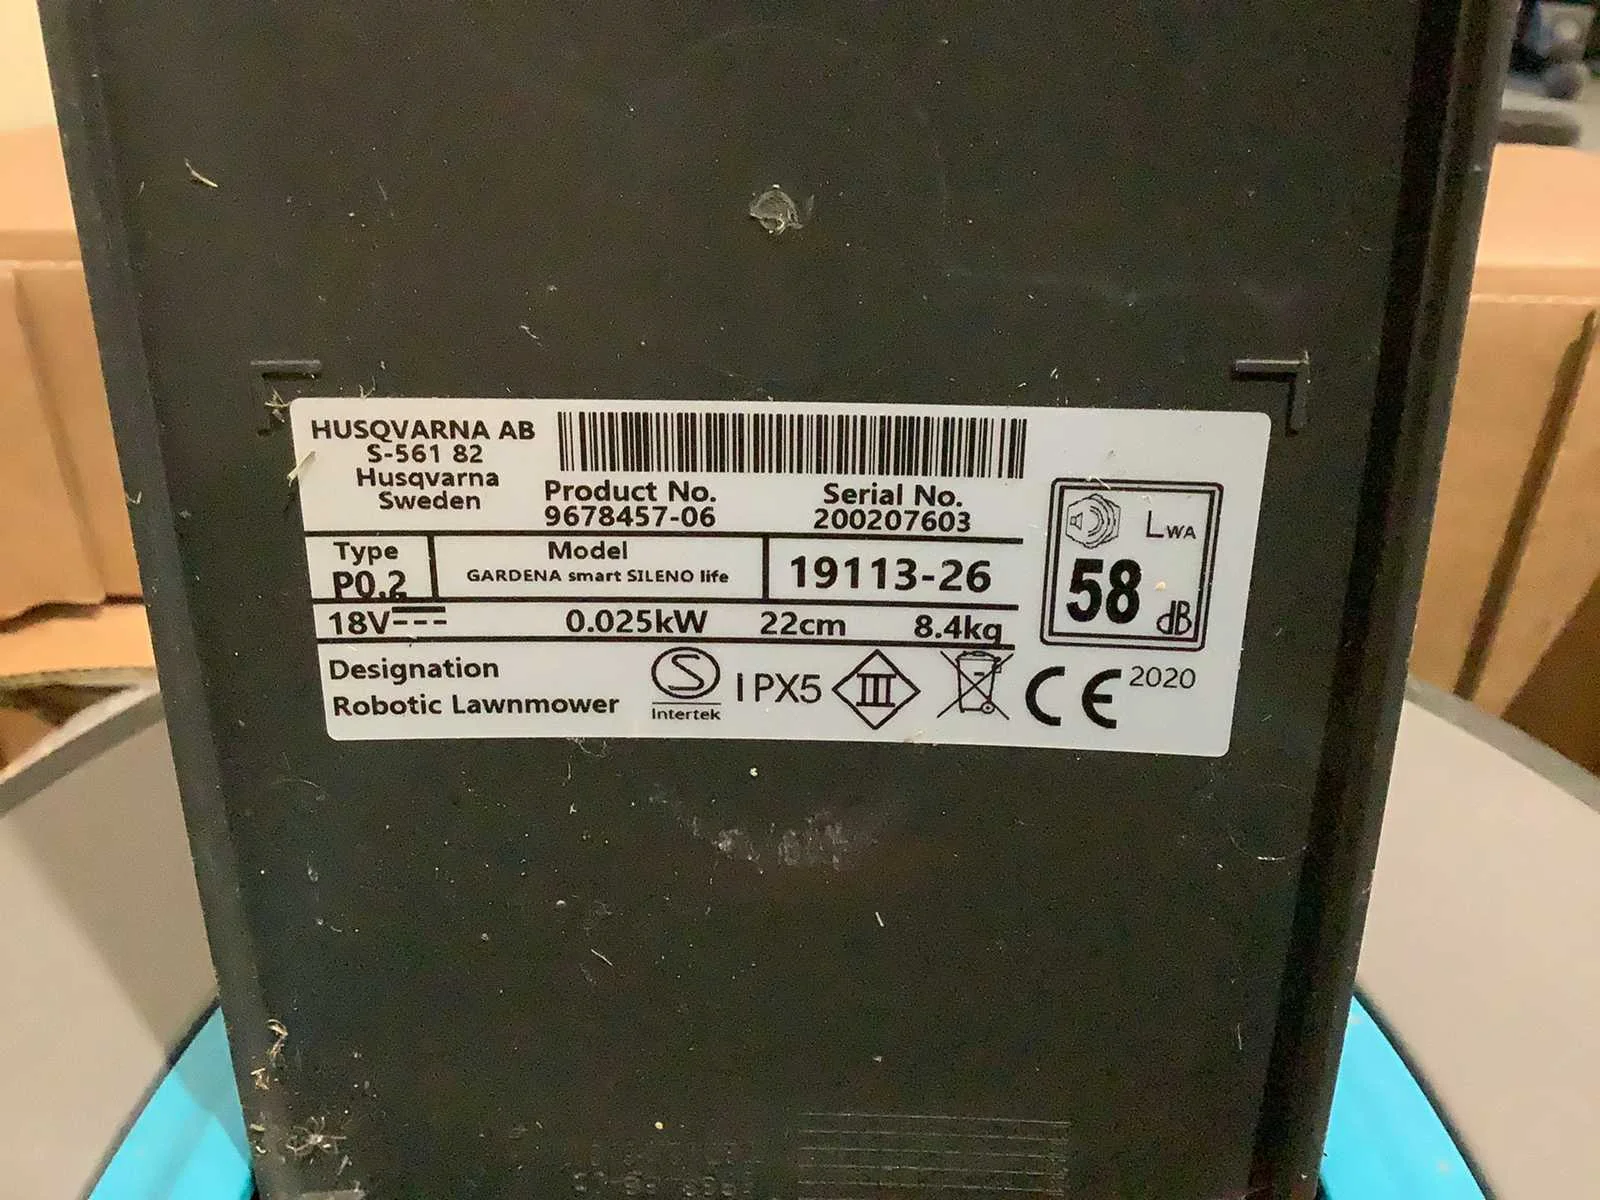 HUSQVARNA AB
S-561 82
Husqvarna
Sweden
Product No.
9678457-06
Serial No.
200207603
Type
P0.2
Model
GARDENA smart SILENO life
19113-26
LWA
58 dB
18V 0.025kW 22cm 8.4kg
Designation
Robotic Lawnmower
S
Intertek
IPX5
III
CE 2020